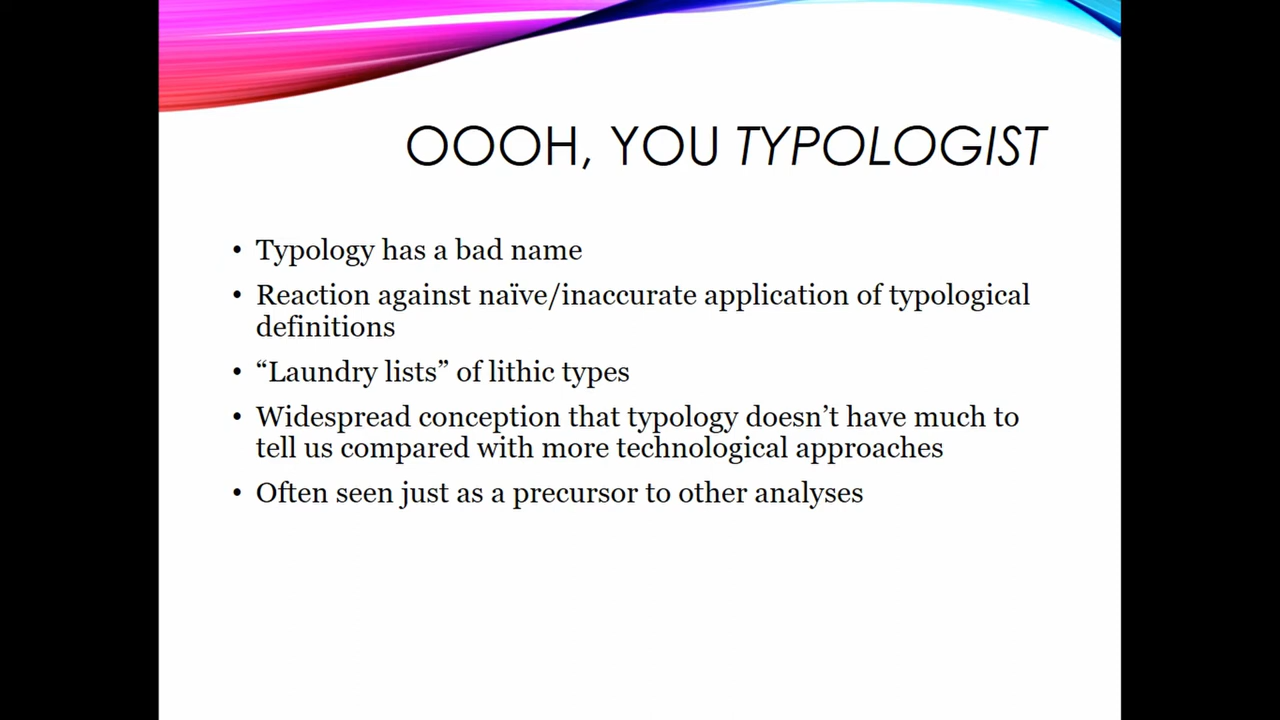 OOOH, YOU TYPOLOGIST
• Typology has a bad name
• Reaction against naïve/inaccurate application of typological
definitions
• “Laundry lists” of lithic types
• Widespread conception that typology doesn’t have much to
tell us compared with more technological approaches
• Often seen just as a precursor to other analyses